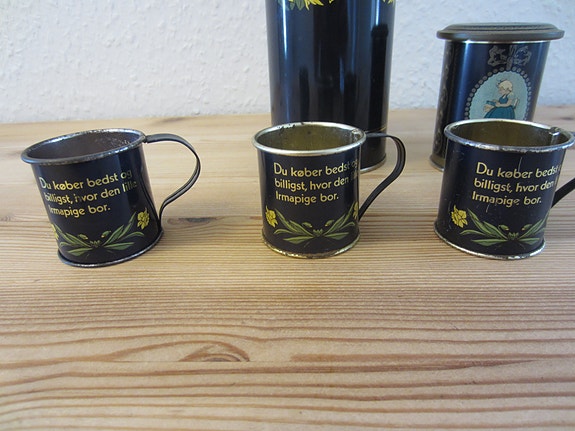 Du køber bedst og
billigst, hvor den lille
Irmapige bor.
Du køber bedst og
billigst, hvor den
Irmapige bor.
Du køber bedst
billigst, hvor den
Irmapige bor.